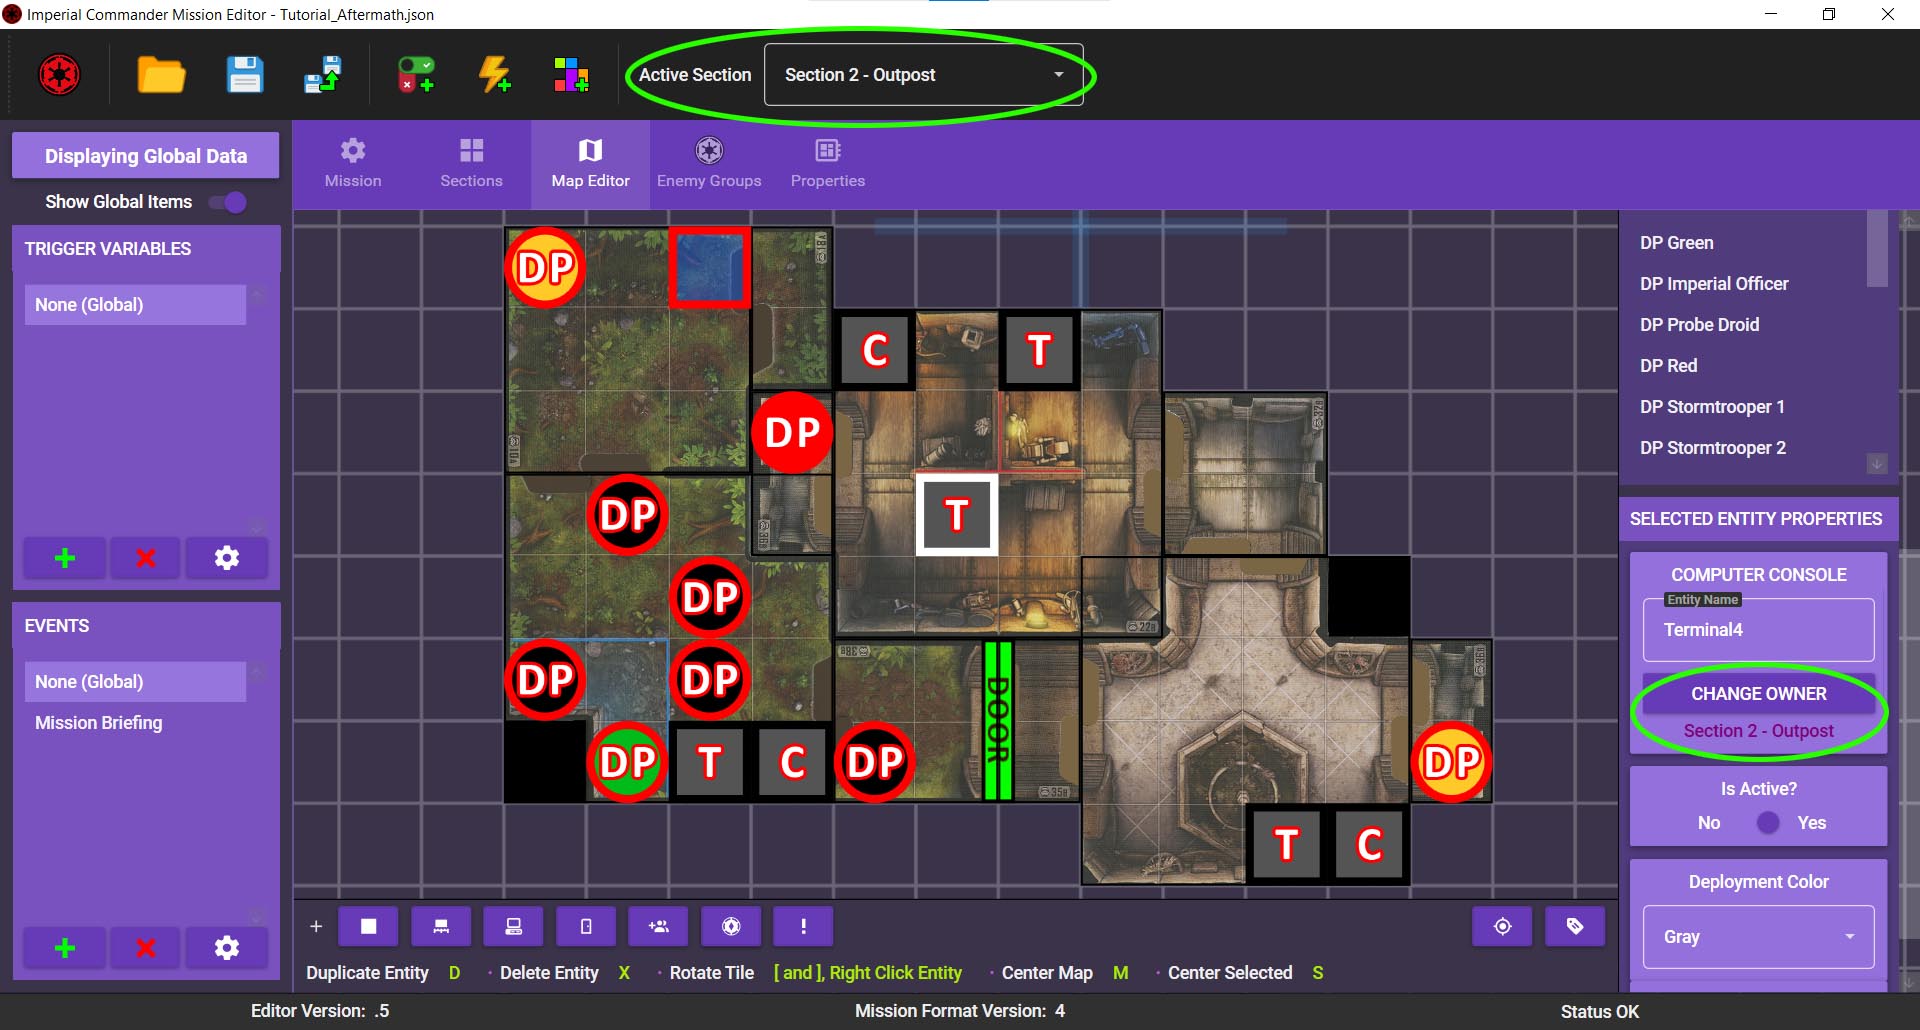 Imperial Commander Mission Editor - Tutorial_Aftermath.json
Active Section
Section 2 - Outpost
Displaying Global Data
Show Global Items
TRIGGER VARIABLES
None (Global)
EVENTS
None (Global)
Mission Briefing
Mission
Sections
Map Editor
Enemy Groups
Properties
DP
C
T
DP
DP
T
DP
DP
DP
DP
T
C
DP
DOOR
DP
T
C
DP Green
DP Imperial Officer
DP Probe Droid
DP Red
DP Stormtrooper 1
DP Stormtrooper 2
SELECTED ENTITY PROPERTIES
COMPUTER CONSOLE
Entity Name
Terminal4
CHANGE OWNER
Section 2 - Outpost
Is Active?
No
Yes
Deployment Color
Gray
Duplicate Entity D · Delete Entity X · Rotate Tile [ and ], Right Click Entity · Center Map M · Center Selected S
Editor Version: .5
Mission Format Version: 4
Status OK